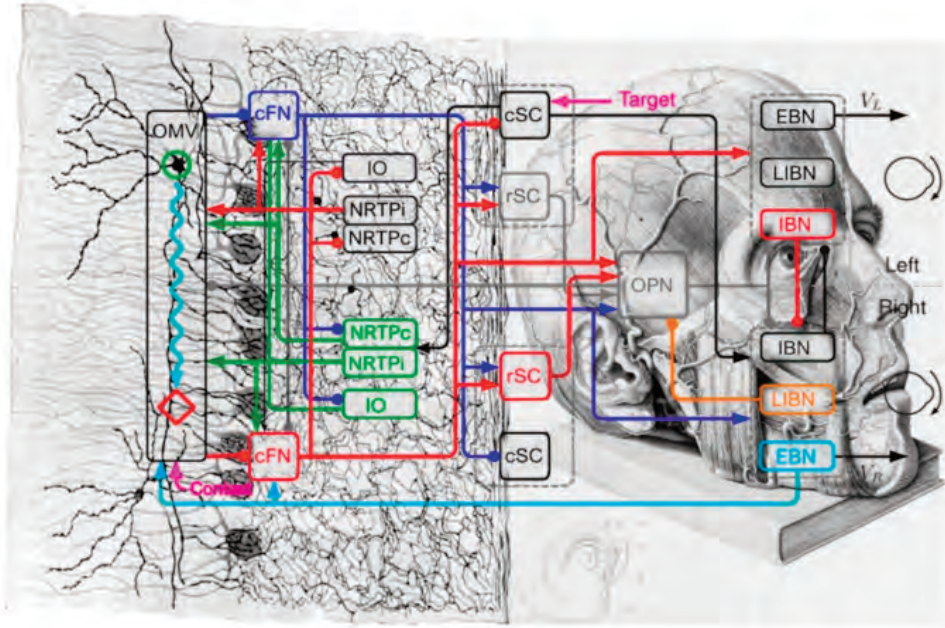 OMV
cFN
IO
NRTPi
NRTPc
NRTPc
NRTPi
IO
cFN
cSC
Target
rSC
OPN
rSC
cSC
EBN
V_L
LIBN
IBN
Left
Right
IBN
LIBN
EBN
V_R